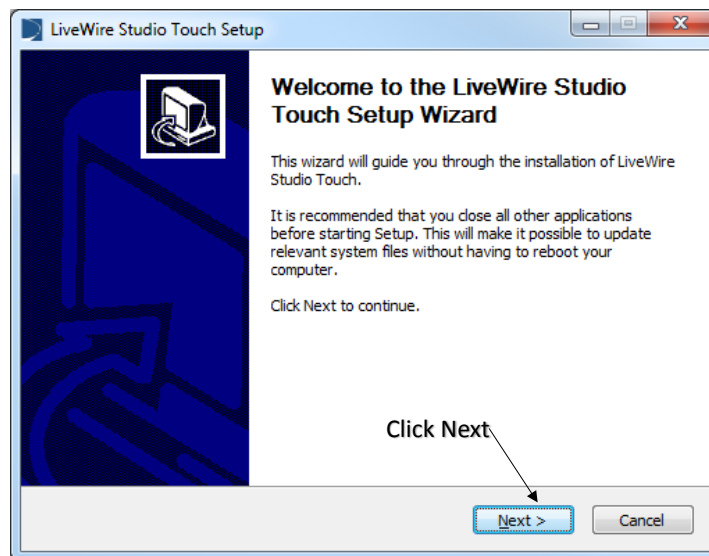 LiveWire Studio Touch Setup
Welcome to the LiveWire Studio
Touch Setup Wizard
This wizard will guide you through the installation of LiveWire
Studio Touch.
It is recommended that you close all other applications
before starting Setup. This will make it possible to update
relevant system files without having to reboot your
computer.
Click Next to continue.
Click Next
Next >
Cancel